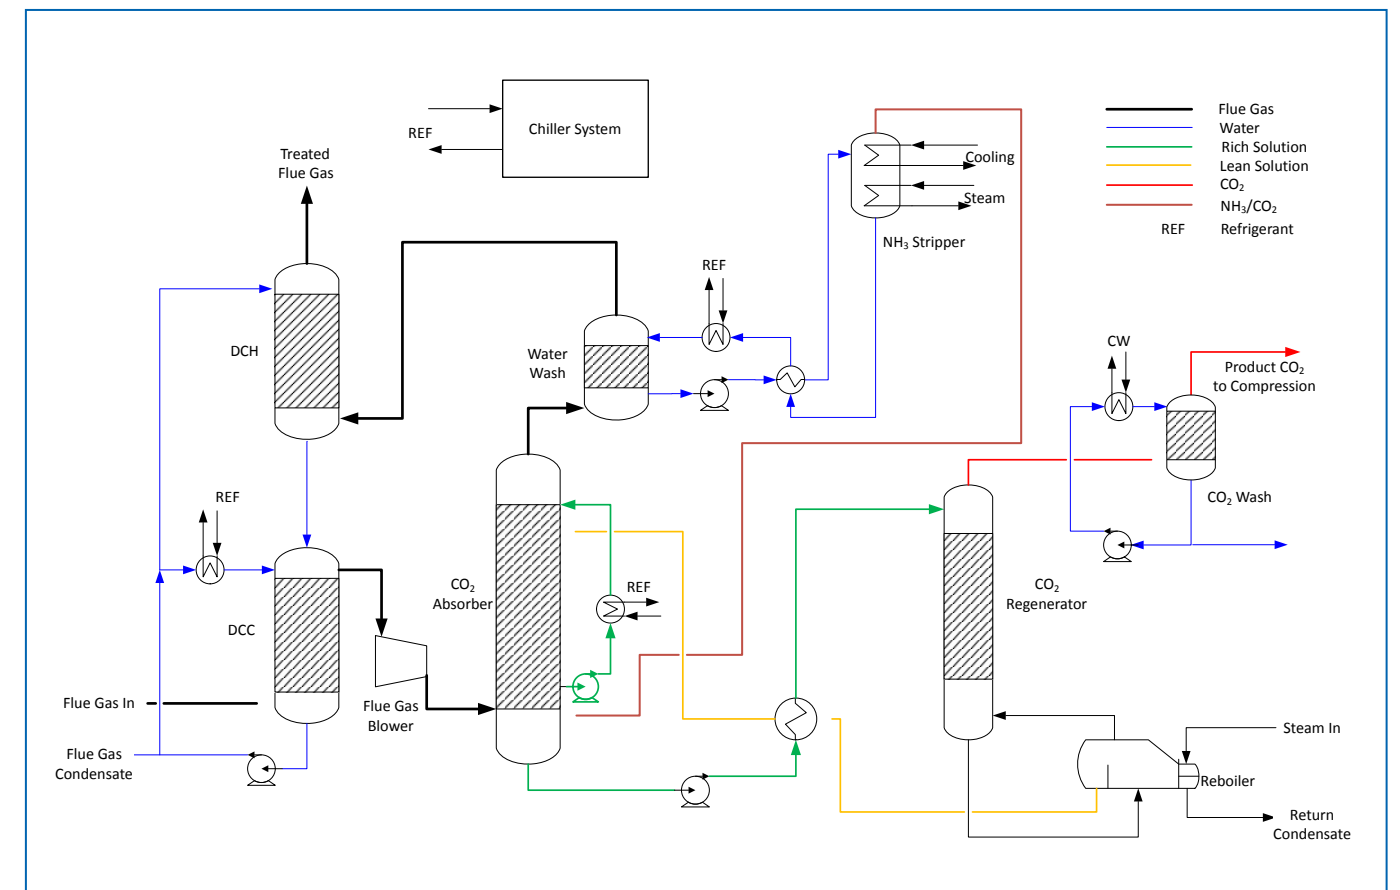 REF
Chiller System
Treated
Flue Gas
Cooling
Steam
NH₃ Stripper
Flue Gas
Water
Rich Solution
Lean Solution
CO₂
NH₃/CO₂
REF Refrigerant
REF
DCH
Water
Wash
CW
Product CO₂
to Compression
CO₂ Wash
REF
CO₂
Absorber
REF
CO₂
Regenerator
DCC
Flue Gas In
Flue Gas
Blower
Flue Gas
Condensate
Steam In
Reboiler
Return
Condensate